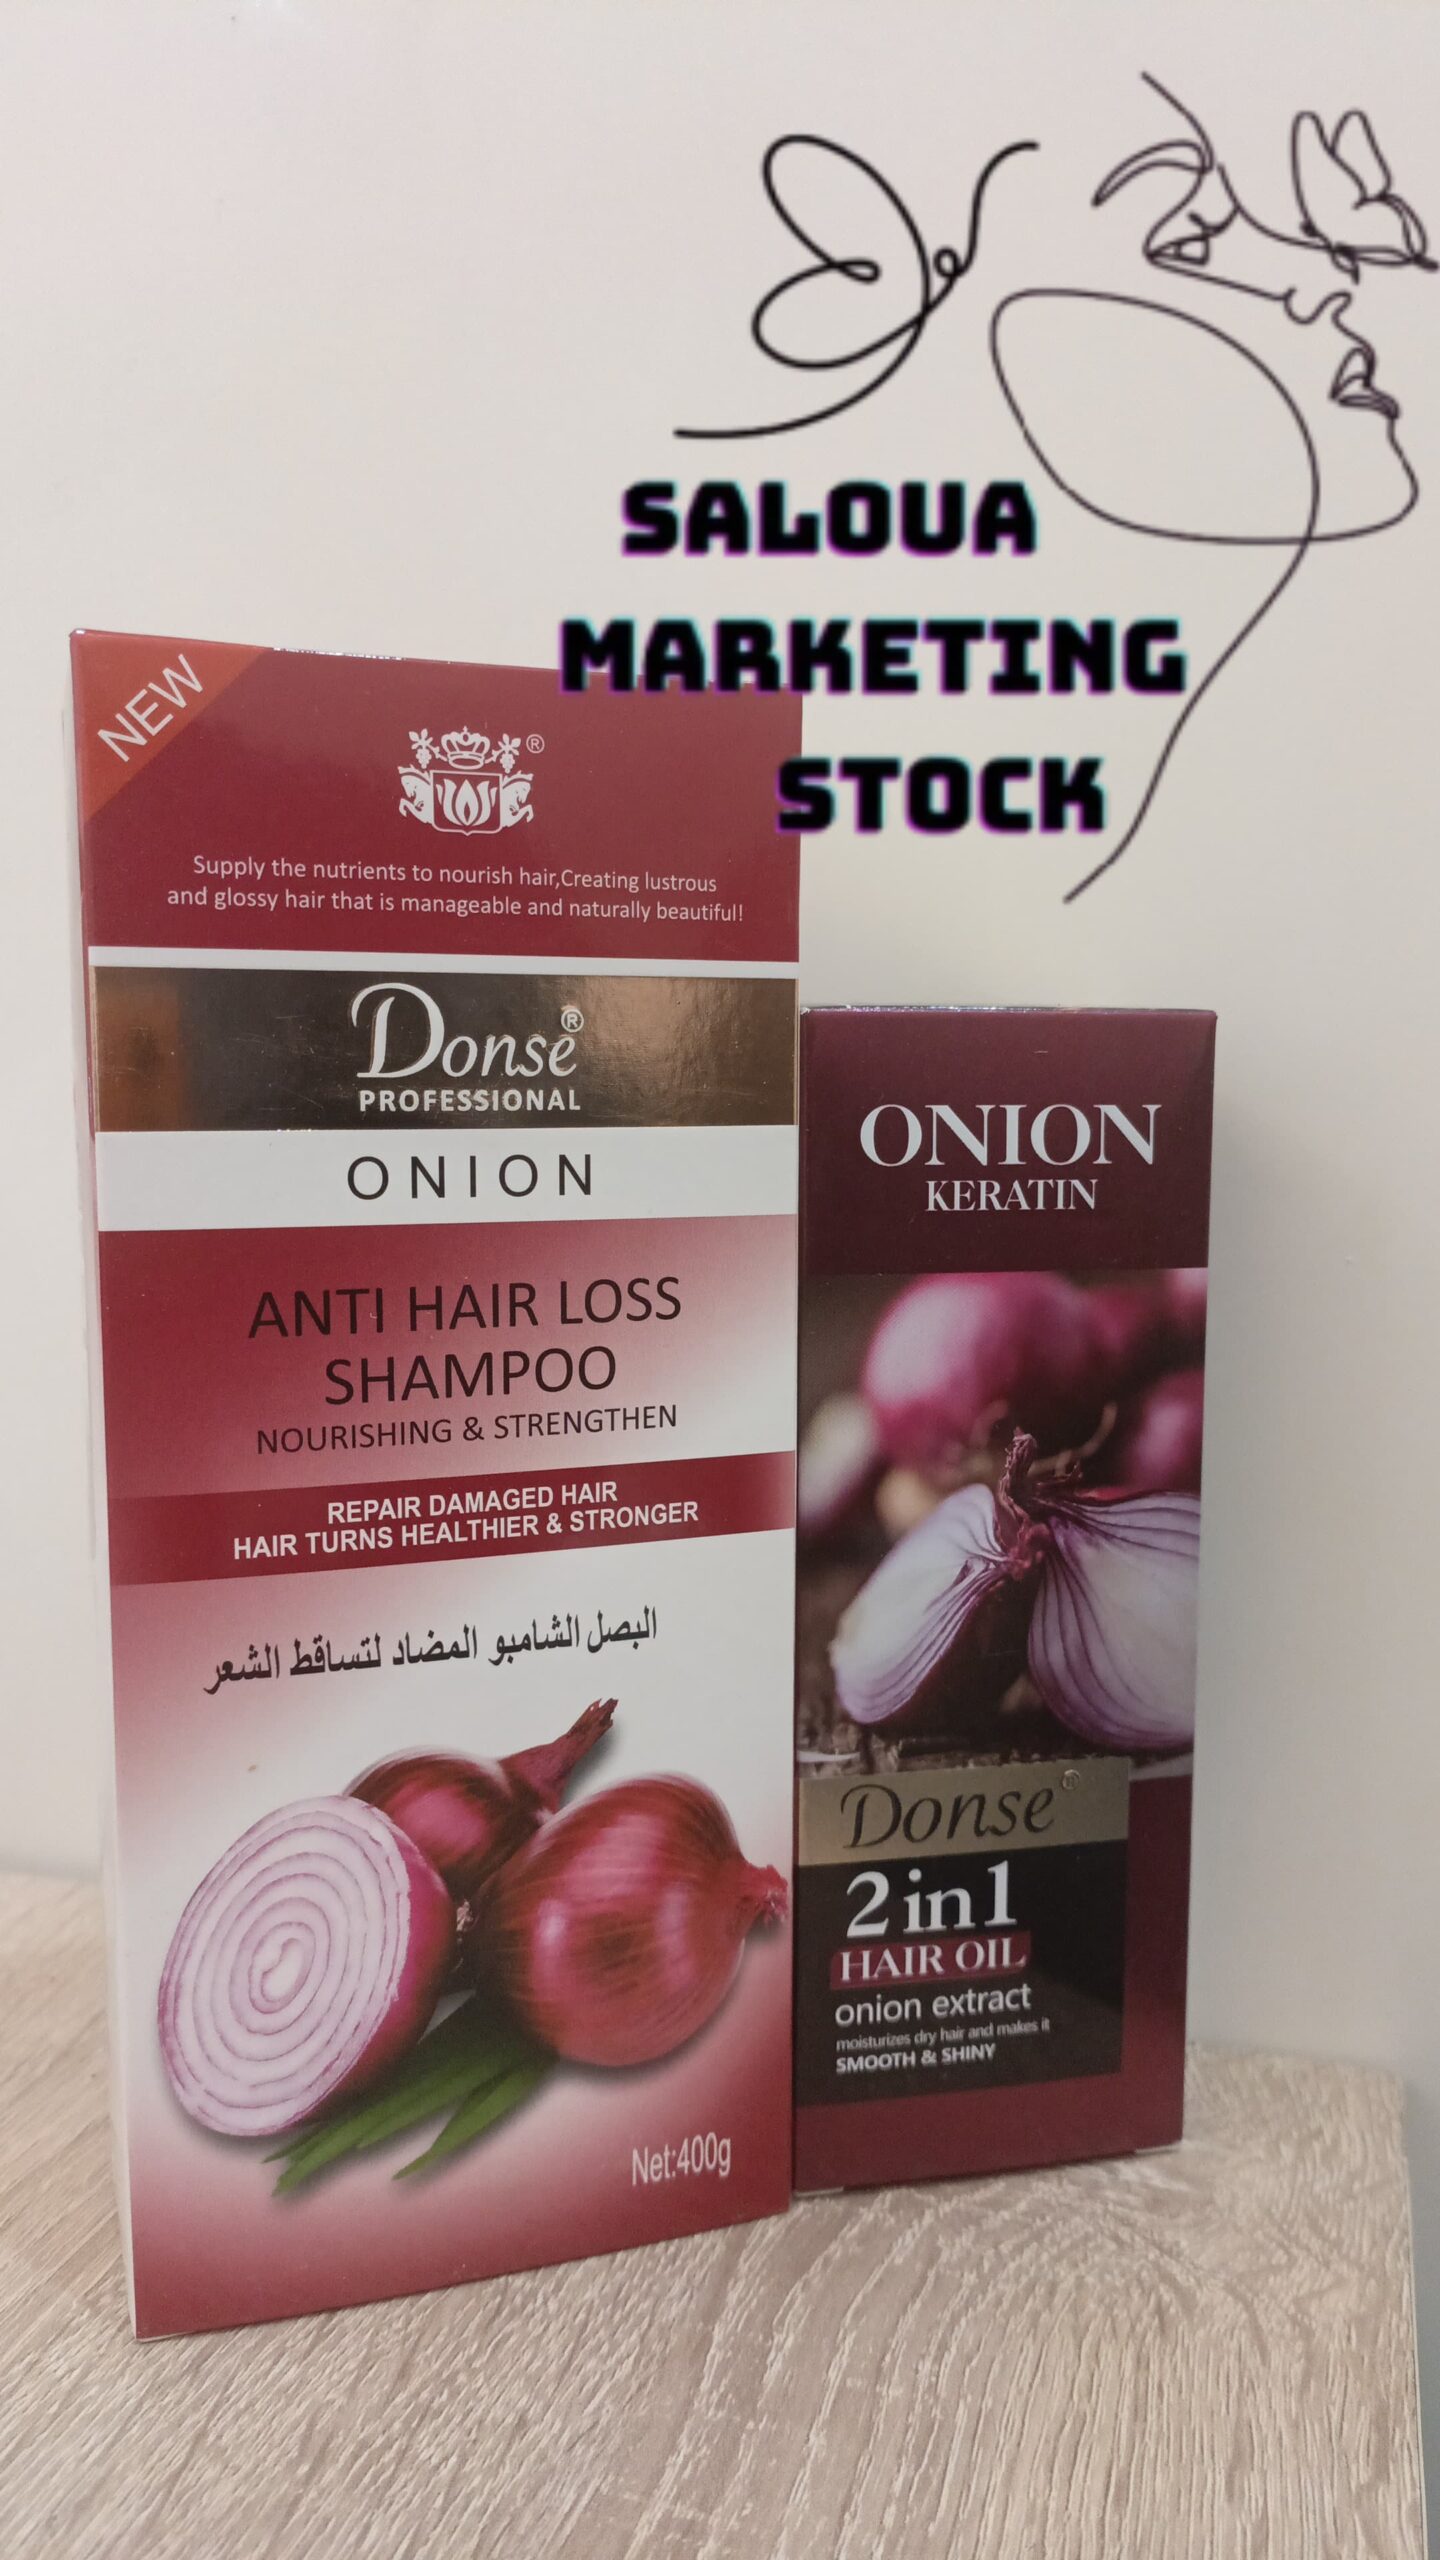 SALOUA
MARKETING
STOCK
NEW
®
Supply the nutrients to nourish hair,Creating lustrous
and glossy hair that is manageable and naturally beautiful!
Donse®
PROFESSIONAL
ONION
ANTI HAIR LOSS
SHAMPOO
NOURISHING & STRENGTHEN
REPAIR DAMAGED HAIR
HAIR TURNS HEALTHIER & STRONGER
البصل الشامبو المضاد لتساقط الشعر
Net:400g
ONION
KERATIN
Donse®
2 in 1
HAIR OIL
onion extract
moisturizes dry hair and makes it
SMOOTH & SHINY